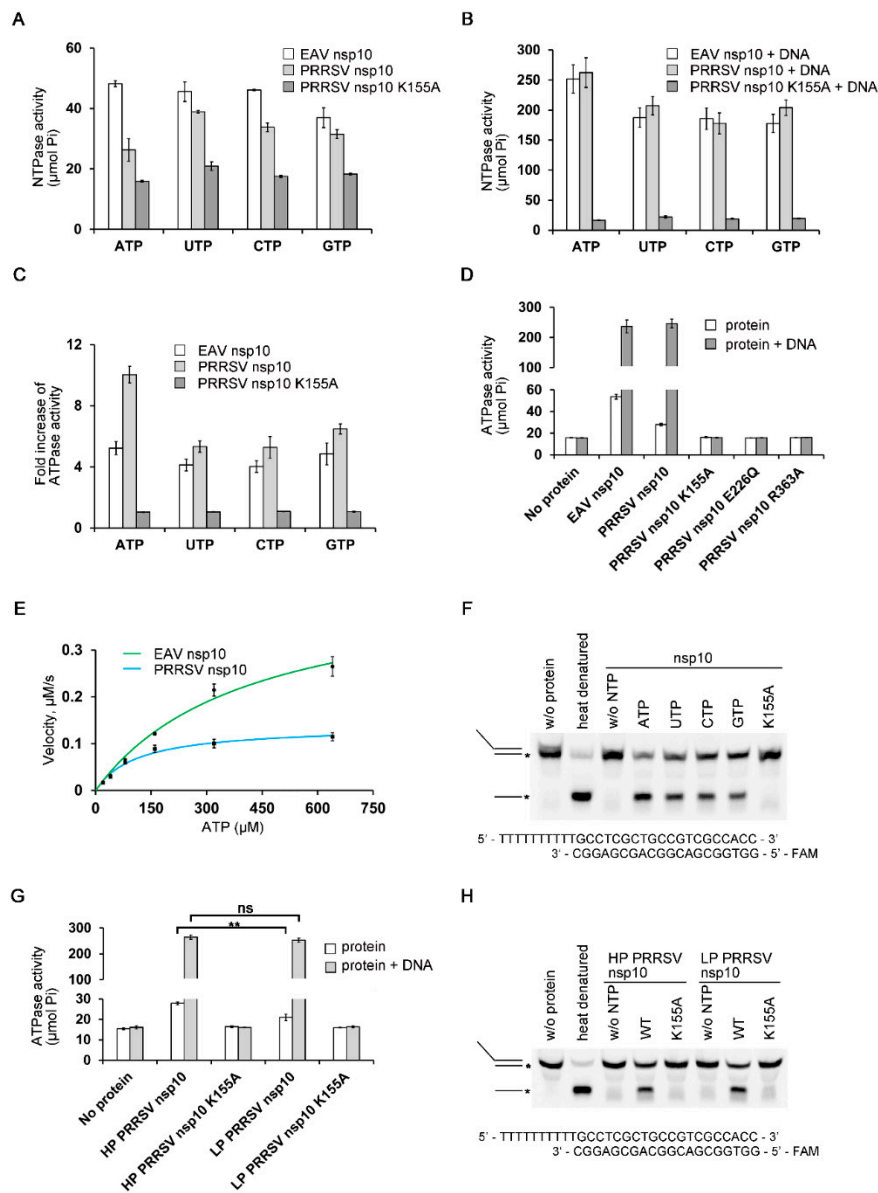 A
NTPase activity
(μmol Pi)
60
40
20
0
EAV nsp10
PRRSV nsp10
PRRSV nsp10 K155A
ATP UTP CTP GTP
B
NTPase activity
(μmol Pi)
300
250
200
150
100
50
0
EAV nsp10 + DNA
PRRSV nsp10 + DNA
PRRSV nsp10 K155A + DNA
ATP UTP CTP GTP
C
Fold increase of
ATPase activity
12
8
4
0
EAV nsp10
PRRSV nsp10
PRRSV nsp10 K155A
ATP UTP CTP GTP
D
ATPase activity
(μmol Pi)
300
200
100
60
40
20
0
protein
protein + DNA
No protein
EAV nsp10
PRRSV nsp10
PRRSV nsp10 K155A
PRRSV nsp10 E226Q
PRRSV nsp10 R363A
E
Velocity, μM/s
0.3
0.2
0.1
0
EAV nsp10
PRRSV nsp10
0 150 300 450 600 750
ATP (μM)
F
w/o protein
heat denatured
nsp10
w/o NTP
ATP
UTP
CTP
GTP
K155A
*
*
5' - TTTTTTTTTTGCCTCGCTGCCGTCGCCACC - 3'
3' - CGGAGCGACGGCAGCGGTGG - 5' - FAM
G
ATPase activity
(μmol Pi)
300
200
100
30
20
10
0
ns
**
protein
protein + DNA
No protein
HP PRRSV nsp10
HP PRRSV nsp10 K155A
LP PRRSV nsp10
LP PRRSV nsp10 K155A
H
w/o protein
heat denatured
HP PRRSV
nsp10
w/o NTP
WT
K155A
LP PRRSV
nsp10
w/o NTP
WT
K155A
*
*
5' - TTTTTTTTTTGCCTCGCTGCCGTCGCCACC - 3'
3' - CGGAGCGACGGCAGCGGTGG - 5' - FAM